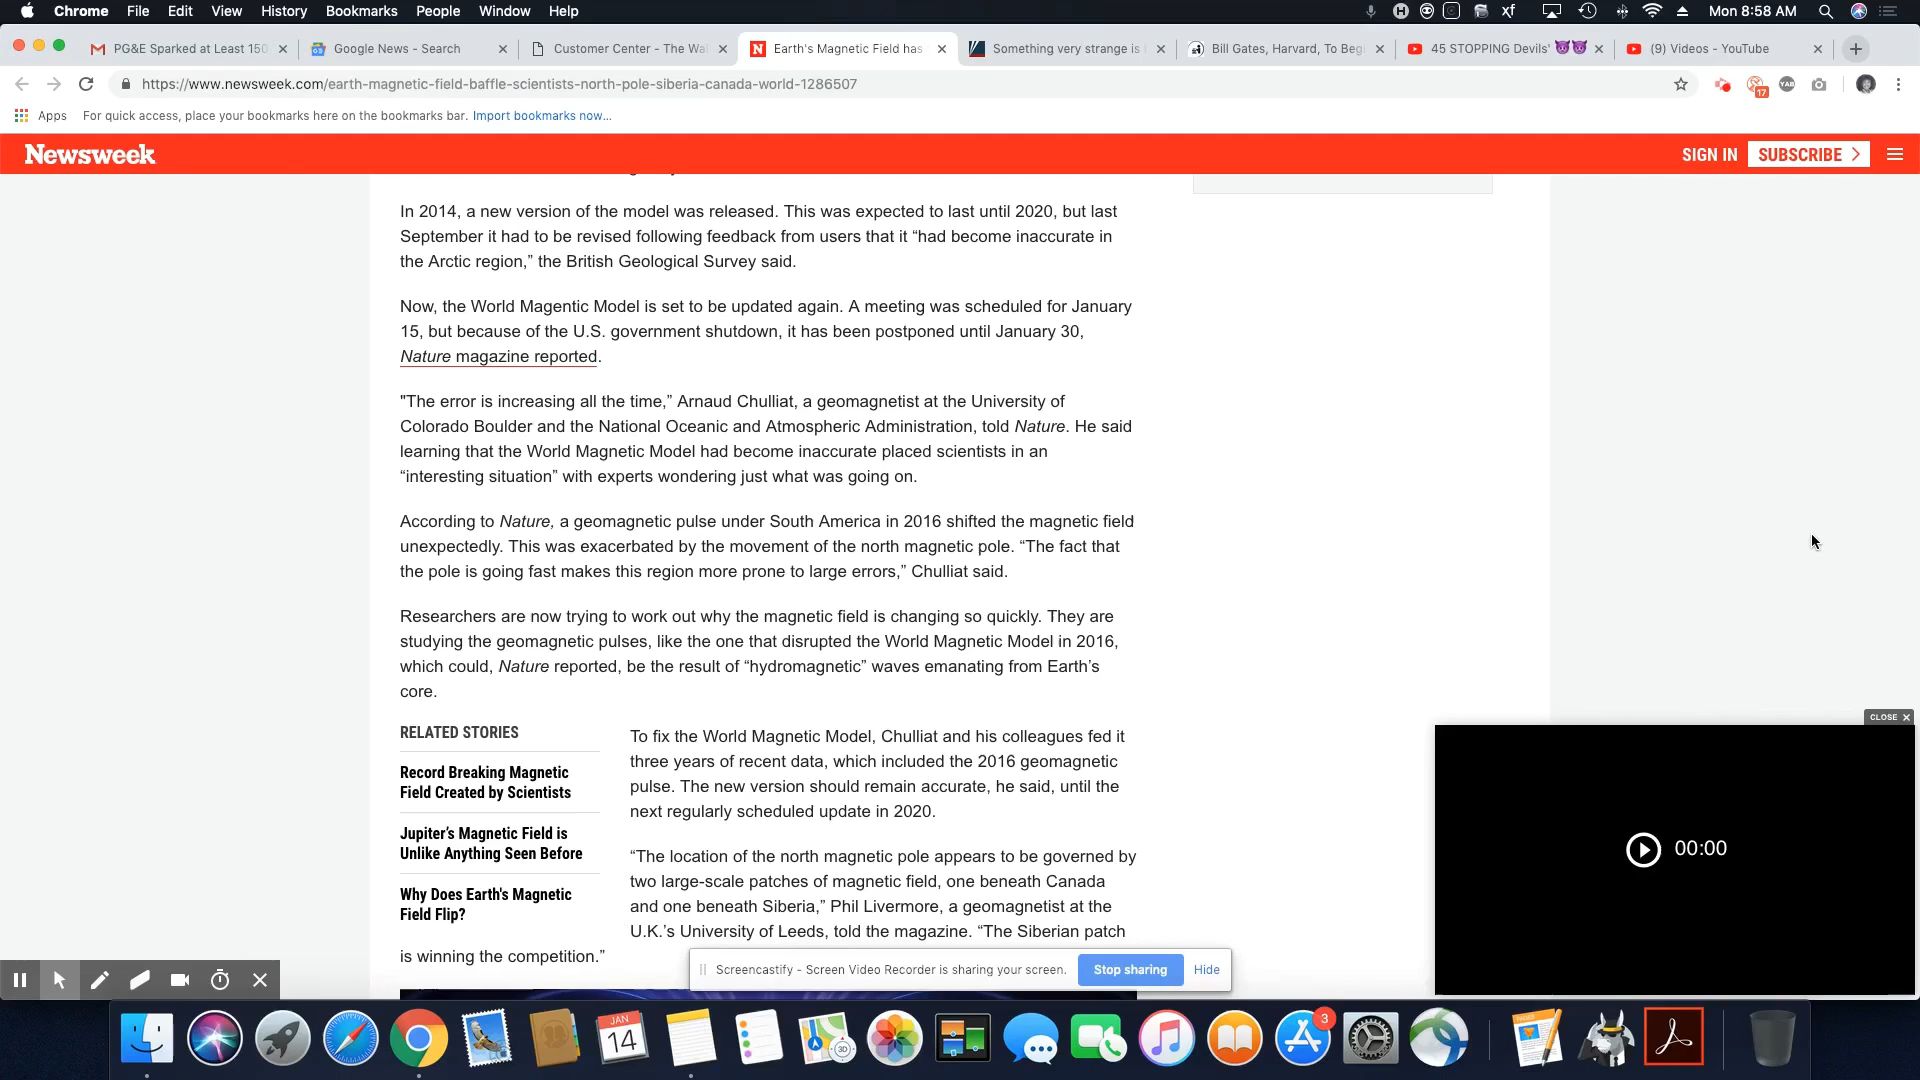 Chrome File Edit View History Bookmarks People Window Help
Mon 8:58 AM
PG&E Sparked at Least 150
Google News - Search
Customer Center - The Wal
Earth's Magnetic Field has
Something very strange is
Bill Gates, Harvard, To Begi
45 STOPPING Devils' 😈😈
(9) Videos - YouTube
https://www.newsweek.com/earth-magnetic-field-baffle-scientists-north-pole-siberia-canada-world-1286507
17
YAB
Apps For quick access, place your bookmarks here on the bookmarks bar. Import bookmarks now...
Newsweek
SIGN IN
SUBSCRIBE
In 2014, a new version of the model was released. This was expected to last until 2020, but last
September it had to be revised following feedback from users that it “had become inaccurate in
the Arctic region,” the British Geological Survey said.
Now, the World Magentic Model is set to be updated again. A meeting was scheduled for January
15, but because of the U.S. government shutdown, it has been postponed until January 30,
Nature magazine reported.
"The error is increasing all the time,” Arnaud Chulliat, a geomagnetist at the University of
Colorado Boulder and the National Oceanic and Atmospheric Administration, told Nature. He said
learning that the World Magnetic Model had become inaccurate placed scientists in an
“interesting situation” with experts wondering just what was going on.
According to Nature, a geomagnetic pulse under South America in 2016 shifted the magnetic field
unexpectedly. This was exacerbated by the movement of the north magnetic pole. “The fact that
the pole is going fast makes this region more prone to large errors,” Chulliat said.
Researchers are now trying to work out why the magnetic field is changing so quickly. They are
studying the geomagnetic pulses, like the one that disrupted the World Magnetic Model in 2016,
which could, Nature reported, be the result of “hydromagnetic” waves emanating from Earth’s
core.
RELATED STORIES
Record Breaking Magnetic
Field Created by Scientists
Jupiter’s Magnetic Field is
Unlike Anything Seen Before
Why Does Earth's Magnetic
Field Flip?
To fix the World Magnetic Model, Chulliat and his colleagues fed it
three years of recent data, which included the 2016 geomagnetic
pulse. The new version should remain accurate, he said, until the
next regularly scheduled update in 2020.
“The location of the north magnetic pole appears to be governed by
two large-scale patches of magnetic field, one beneath Canada
and one beneath Siberia,” Phil Livermore, a geomagnetist at the
U.K.’s University of Leeds, told the magazine. “The Siberian patch
is winning the competition.”
CLOSE
00:00
Screencastify - Screen Video Recorder is sharing your screen.
Stop sharing
Hide
JAN
14
3D
3